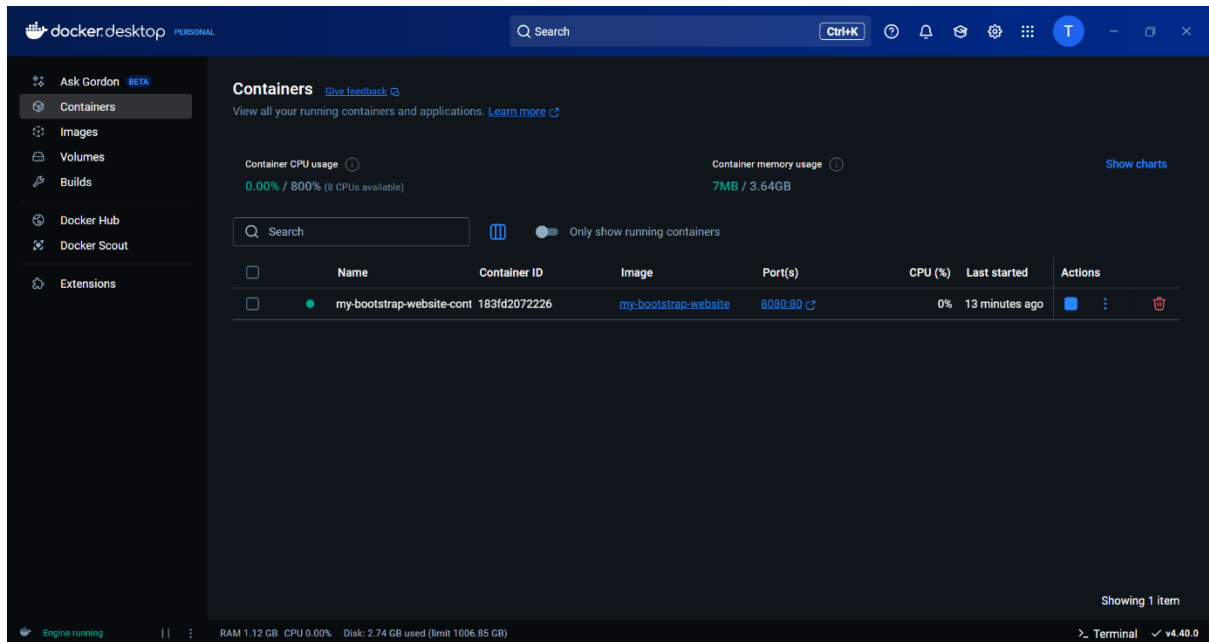 docker.desktop PERSONAL Search Ctrl+K T
Ask Gordon BETA
Containers
Images
Volumes
Builds
Docker Hub
Docker Scout
Extensions
Containers Give feedback
View all your running containers and applications. Learn more
Container CPU usage Container memory usage Show charts
0.00% / 800% (8 CPUs available) 7MB / 3.64GB
Search Only show running containers
Name Container ID Image Port(s) CPU (%) Last started Actions
my-bootstrap-website-cont 183fd2072226 my-bootstrap-website 8080:80 0% 13 minutes ago
Showing 1 item
Engine running RAM 1.12 GB CPU 0.00% Disk: 2.74 GB used (limit 1006.85 GB) >_ Terminal v4.40.0